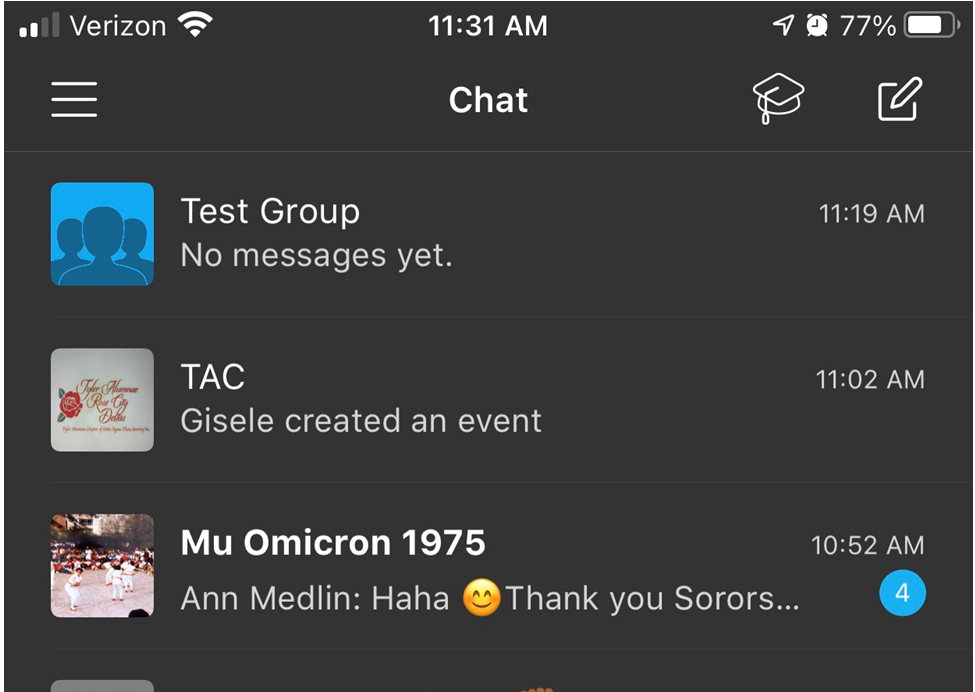 Verizon 11:31 AM 77%
Chat
Test Group 11:19 AM
No messages yet.
TAC 11:02 AM
Gisele created an event
Tyler Alumnae
Rose City
Deltas
Mu Omicron 1975 10:52 AM
Ann Medlin: Haha 😊Thank you Sorors... 4